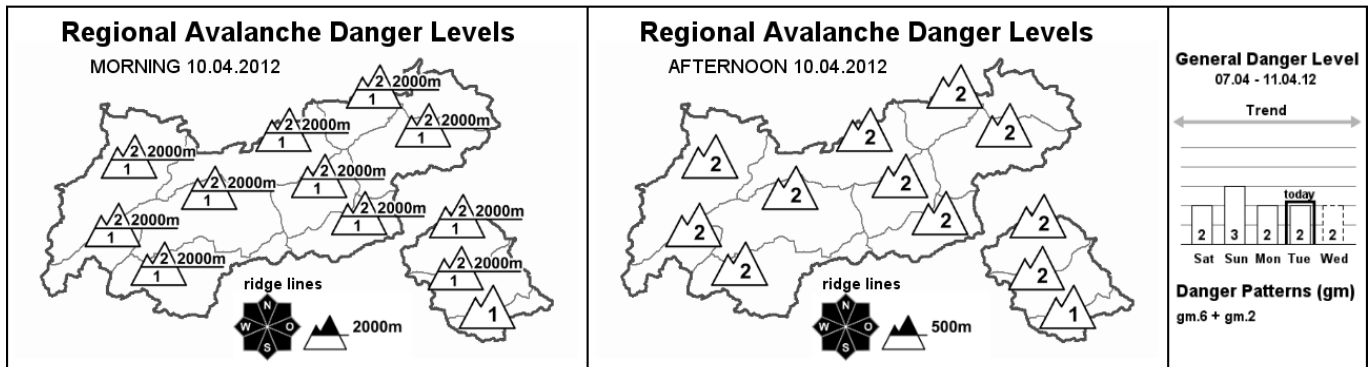 Regional Avalanche Danger Levels
MORNING 10.04.2012
2 2000m
1
2 2000m
1
2 2000m
1
2 2000m
1
2 2000m
1
2 2000m
1
2 2000m
1
2 2000m
1
2 2000m
1
2 2000m
1
2 2000m
1
1
ridge lines
N
W O
S
2000m
Regional Avalanche Danger Levels
AFTERNOON 10.04.2012
2
2
2
2
2
2
2
2
2
2
2
1
ridge lines
N
W O
S
500m
General Danger Level
07.04 - 11.04.12
Trend
today
2 3 2 2 2
Sat Sun Mon Tue Wed
Danger Patterns (gm)
gm.6 + gm.2